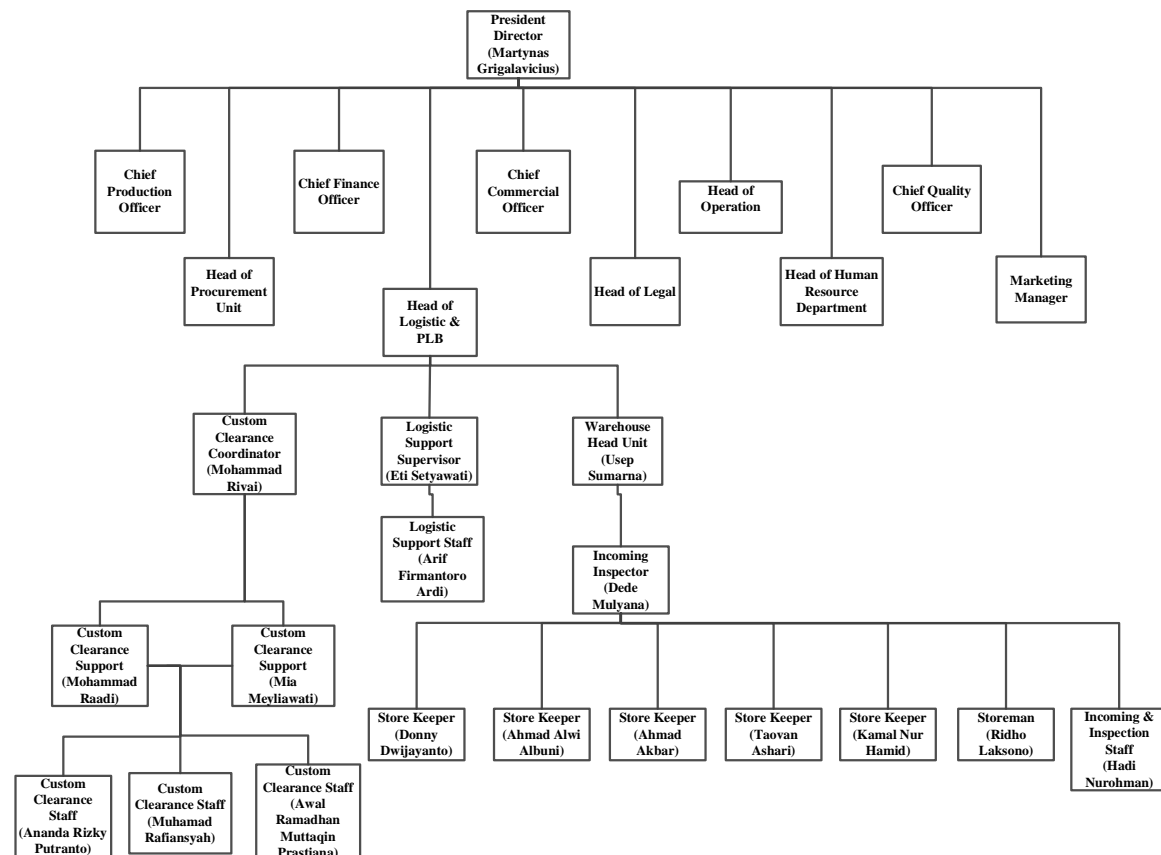 President
Director
(Martynas
Grigalavicius)
Chief
Production
Officer
Chief Finance
Officer
Chief
Commercial
Officer
Head of
Operation
Chief Quality
Officer
Head of
Procurement
Unit
Head of
Logistic &
PLB
Head of Legal
Head of Human
Resource
Department
Marketing
Manager
Custom
Clearance
Coordinator
(Mohammad
Rivai)
Logistic
Support
Supervisor
(Eti Setyawati)
Warehouse
Head Unit
(Usep
Sumarna)
Logistic
Support Staff
(Arif
Firmantoro
Ardi)
Incoming
Inspector
(Dede
Mulyana)
Custom
Clearance
Support
(Mohammad
Raadi)
Custom
Clearance
Support
(Mia
Meyliawati)
Store Keeper
(Donny
Dwijayanto)
Store Keeper
(Ahmad Alwi
Albuni)
Store Keeper
(Ahmad
Akbar)
Store Keeper
(Taovan
Ashari)
Store Keeper
(Kamal Nur
Hamid)
Storeman
(Ridho
Laksono)
Incoming &
Inspection
Staff
(Hadi
Nurohman)
Custom
Clearance
Staff
(Ananda Rizky
Putranto)
Custom
Clearance Staff
(Muhamad
Rafiansyah)
Custom
Clearance Staff
(Awal
Ramadhan
Muttaqin
Prastiana)